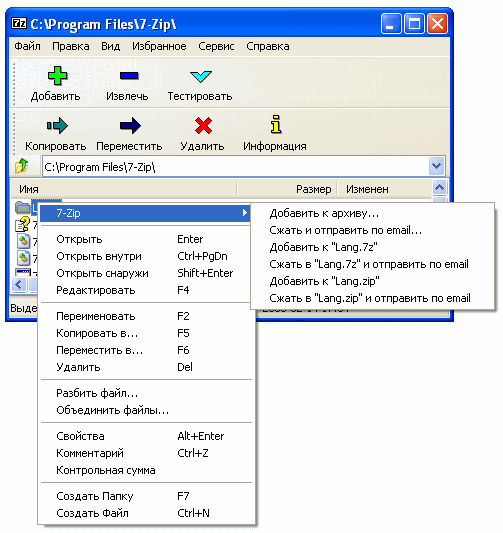 7z C:\Program Files\7-Zip\
Файл Правка Вид Избранное Сервис Справка
Добавить Извлечь Тестировать
Копировать Переместить Удалить Информация
C:\Program Files\7-Zip\
Имя Размер Изменен
7-Zip
Открыть Enter
Открыть внутри Ctrl+PgDn
Открыть снаружи Shift+Enter
Редактировать F4
Переименовать F2
Копировать в... F5
Переместить в... F6
Удалить Del
Разбить файл...
Объединить файлы...
Свойства Alt+Enter
Комментарий Ctrl+Z
Контрольная сумма
Создать Папку F7
Создать Файл Ctrl+N
Добавить к архиву...
Сжать и отправить по email...
Добавить к "Lang.7z"
Сжать в "Lang.7z" и отправить по email
Добавить к "Lang.zip"
Сжать в "Lang.zip" и отправить по email